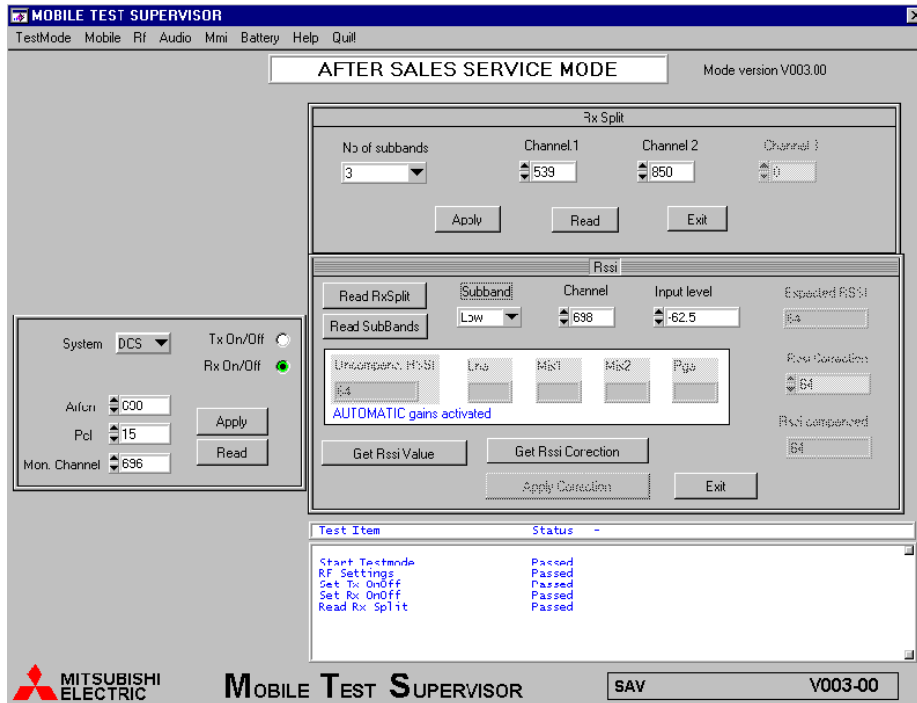 MOBILE TEST SUPERVISOR
TestMode Mobile Rf Audio Mmi Battery Help Quit!
AFTER SALES SERVICE MODE
Mode version V003.00
Rx Split
No of subbands
Channel.1
Channel 2
Channel 3
3
539
850
0
Apply
Read
Exit
Rssi
Read RxSplit
Subband
Channel
Input level
Expected RSSI
Low
698
-62.5
64
Read SubBands
Lna
Mix1
Mix2
Pga
64
AUTOMATIC gains activated
Rssi Correction
64
Rssi compensed
64
Get Rssi Value
Get Rssi Corection
Apply Correction
Exit
System
DCS
Tx On/Off
Rx On/Off
Arfcn
Pcl
15
Mon. Channel
696
Apply
Read
Test Item Status -
Start Testmode Passed
RF Settings Passed
Set Tx OnOff Passed
Set Rx OnOff Passed
Read Rx Split Passed
MITSUBISHI
ELECTRIC
MOBILE TEST SUPERVISOR
SAV
V003-00